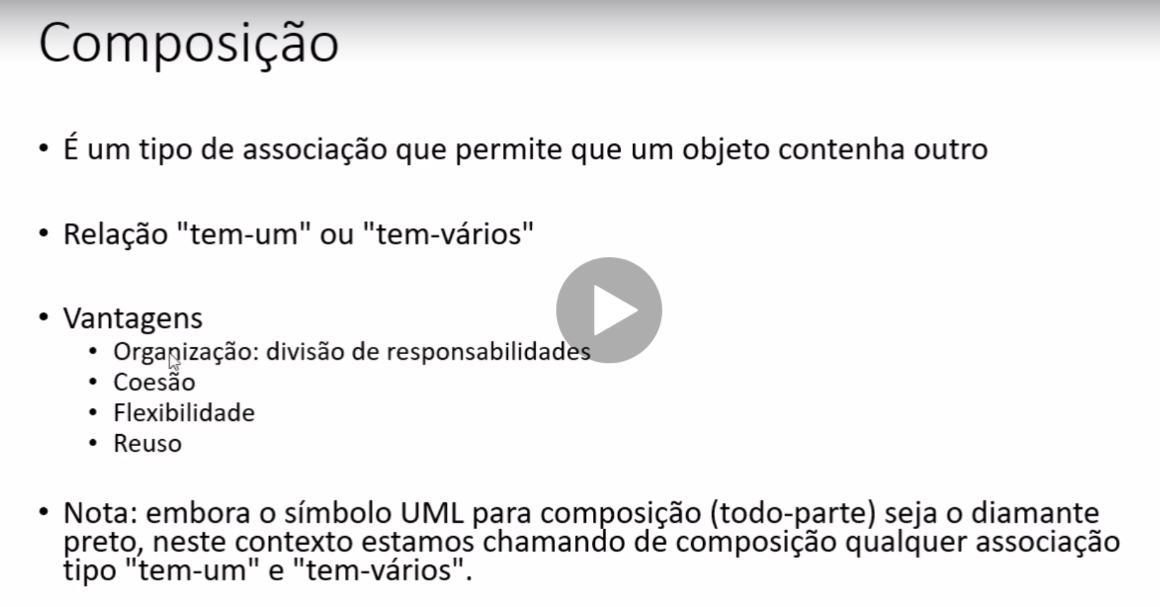 Composição
• É um tipo de associação que permite que um objeto contenha outro
• Relação "tem-um" ou "tem-vários"
• Vantagens
• Organização: divisão de responsabilidades
• Coesão
• Flexibilidade
• Reuso
• Nota: embora o símbolo UML para composição (todo-parte) seja o diamante
preto, neste contexto estamos chamando de composição qualquer associação
tipo "tem-um" e "tem-vários".